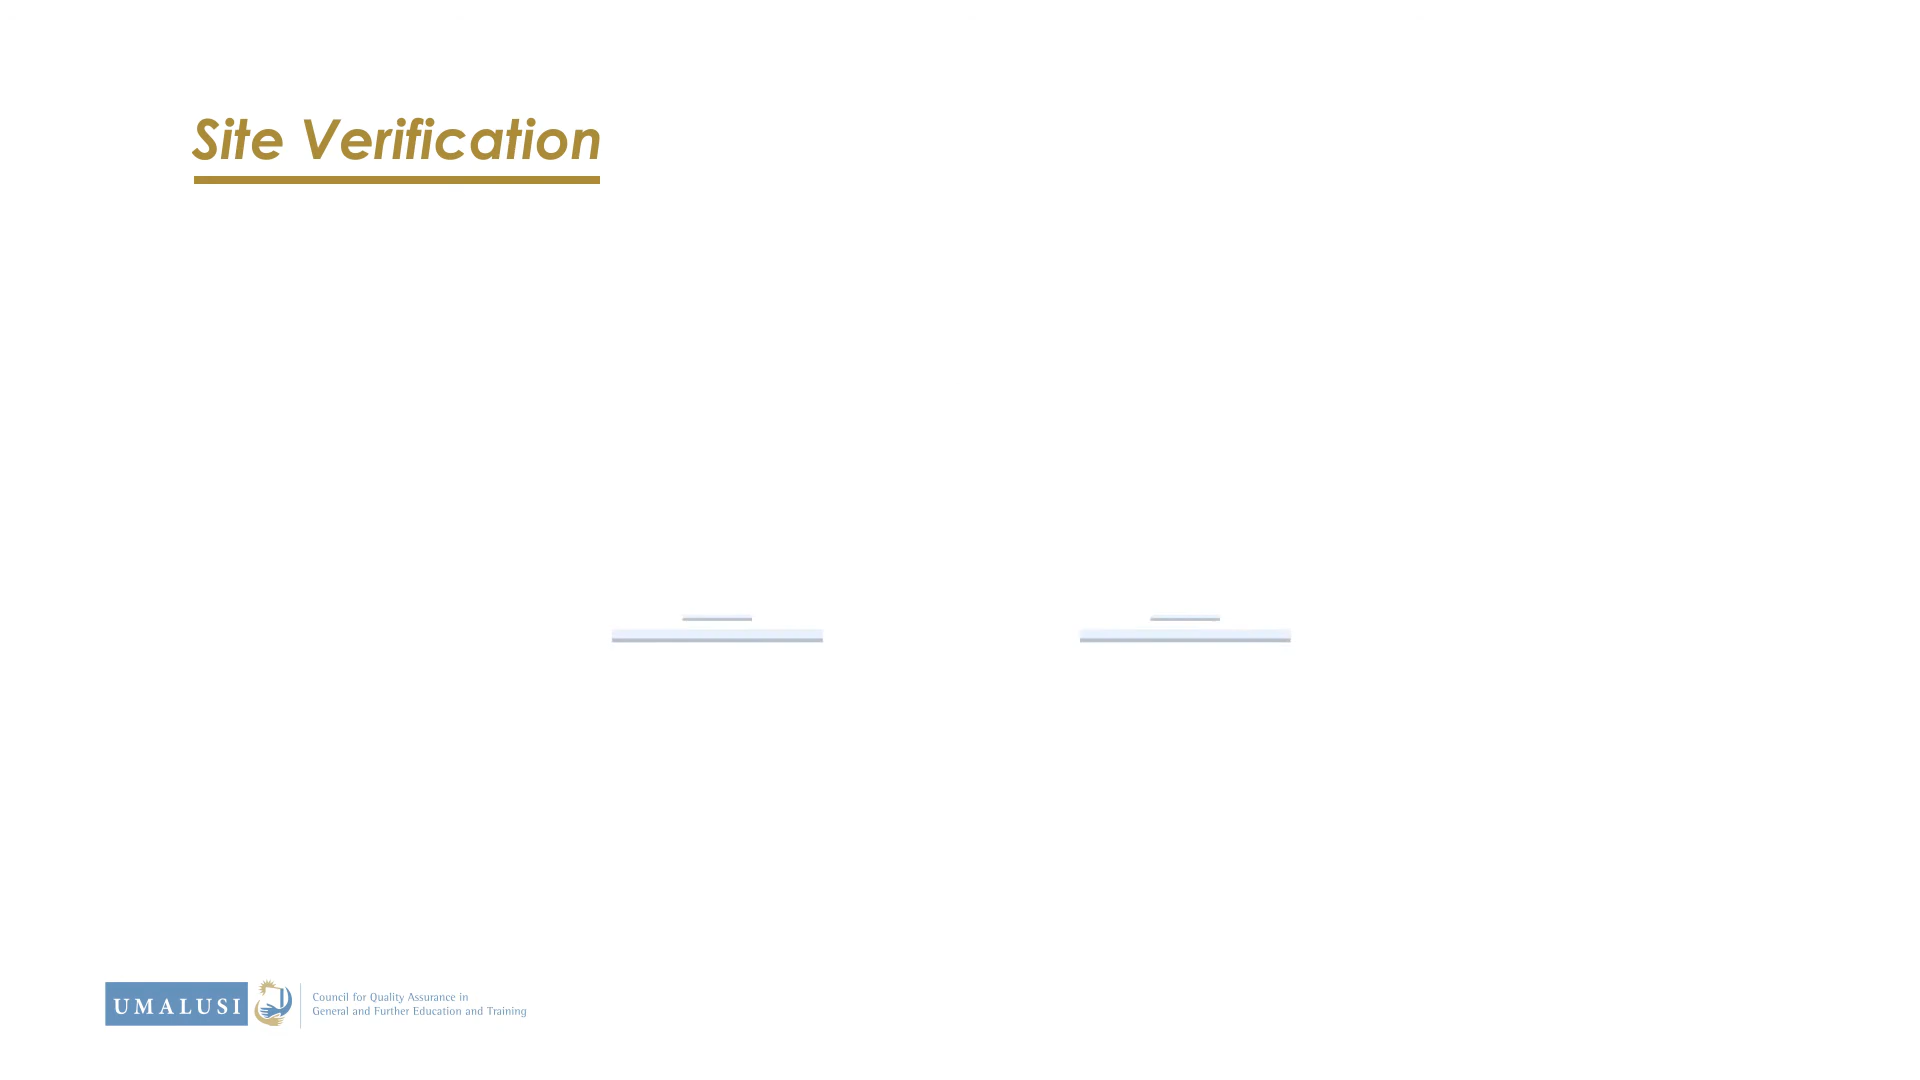 Site Verification
UMALUSI
Council for Quality Assurance in
General and Further Education and Training